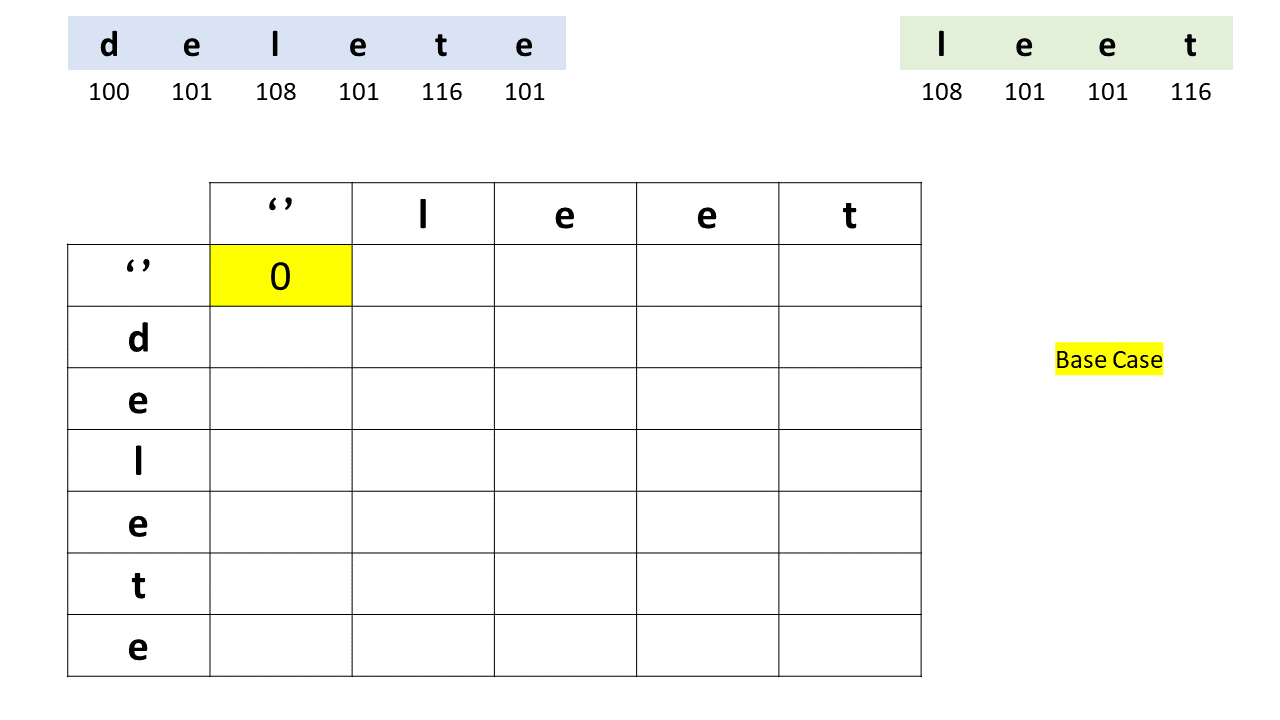 d e l e t e
l e e t
100 101 108 101 116 101
108 101 101 116
‘’ l e e t
‘’ 0
d
Base Case
e
l
e
t
e